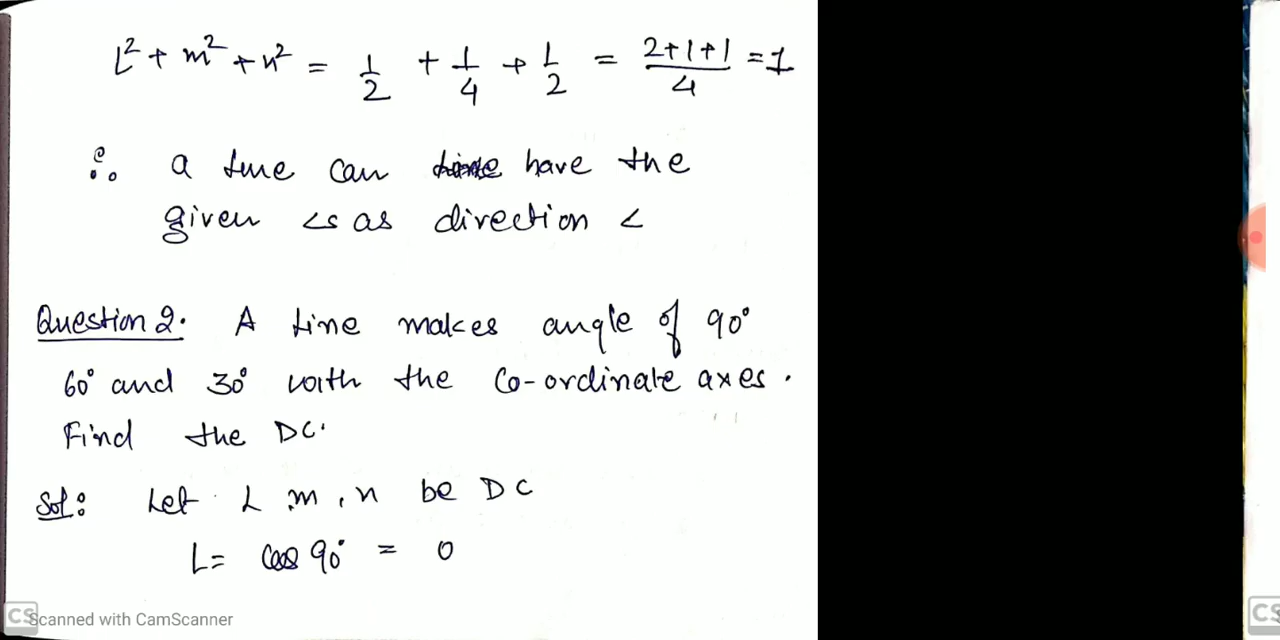 L² + m² + n² = 1/2 + 1/4 + 1/2 = 2+1+1/4 = 1
∴ a line can have the
given <s as direction <
Question 2. A line makes angle of 90°
60° and 30° with the Co-ordinate axes.
Find the DC.
Sol: Let L m, n be DC
L = cos 90° = 0
CS Scanned with CamScanner
CS